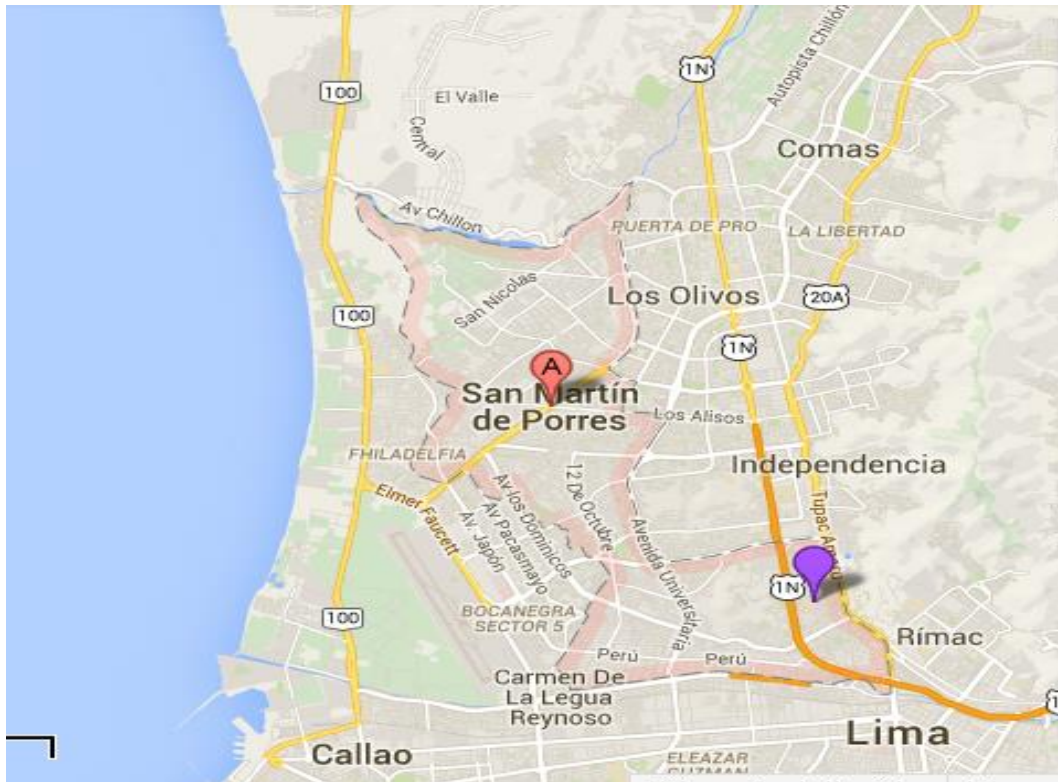 1N
100
El Valle
Central
Autopista Chillón
Comas
Av Chillon
PUERTA DE PRO
LA LIBERTAD
San Nicolas
Los Olivos
20A
100
1N
A
San Martín
de Porres
Los Alisos
PHILADELFIA
Independencia
Elmer Faucett
Av los Dominicos
Av Pacasmayo
Av. Japón
12 De Octubre
Avenida Universitaria
Tupac Amaru
1N
BOCANEGRA
SECTOR 5
100
Rímac
Perú
Perú
Carmen De
La Legua
Reynoso
Lima
Callao
ELEAZAR
GUZMAN